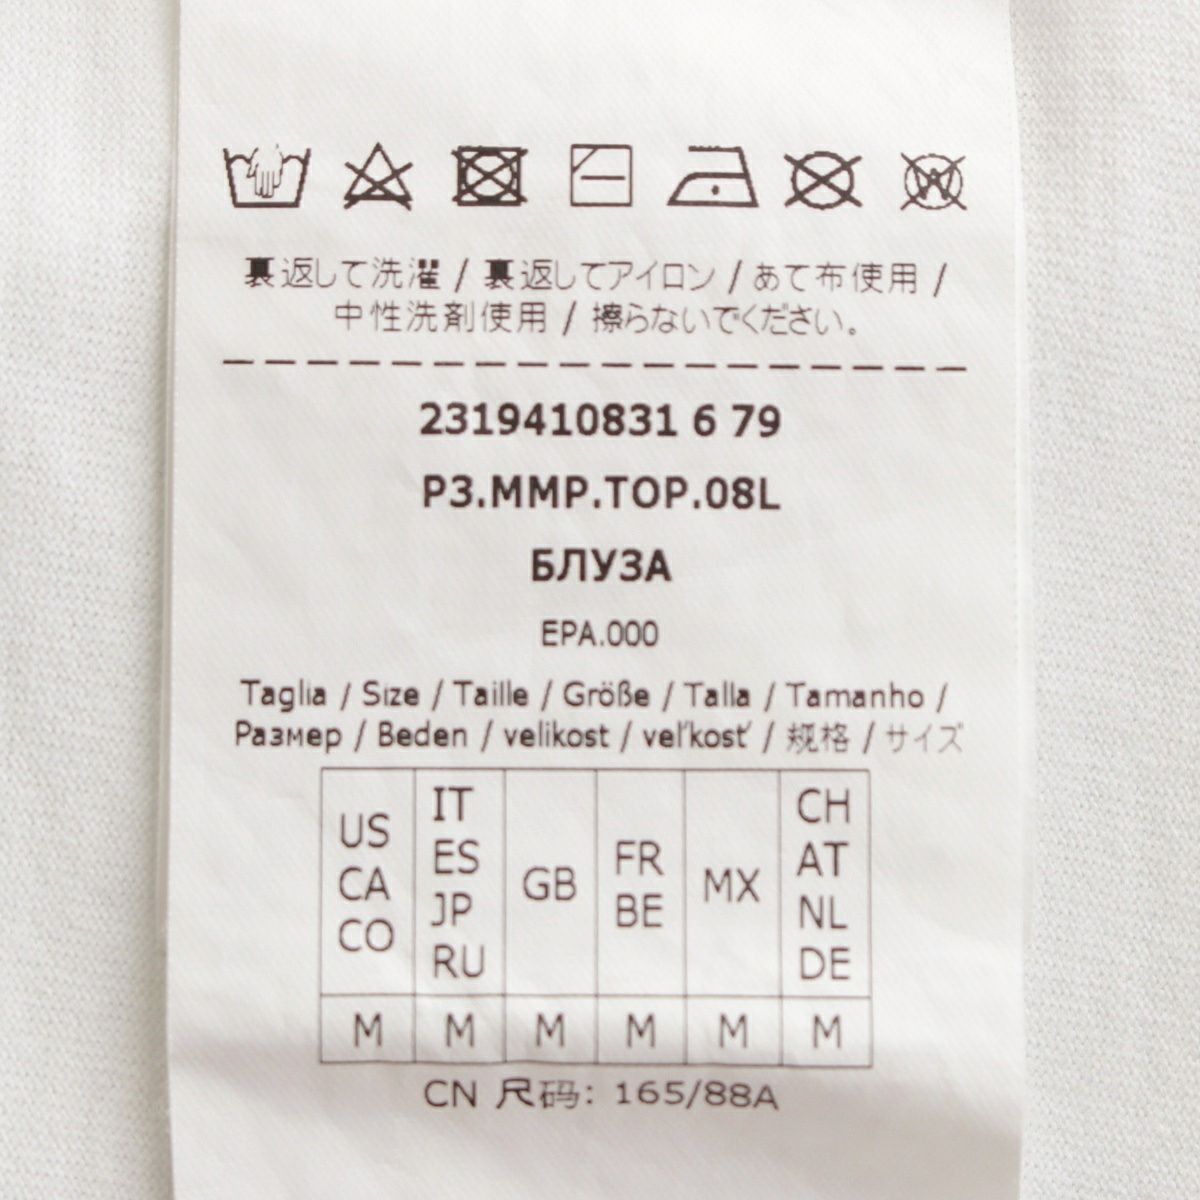 裏返して洗濯 / 裏返してアイロン / あて布使用 /
中性洗剤使用 / 擦らないでください。
2319410831 6 79
P3.MMP.TOP.08L
БЛУЗА
EPA.000
Taglia / Size / Taille / Größe / Talla / Tamanho /
Размер / Beden / velikost / veľkosť / 规格 / サイズ
US CA CO
IT ES JP RU
GB
FR BE
MX
CH AT NL DE
M M M M M M
CN 尺码: 165/88A